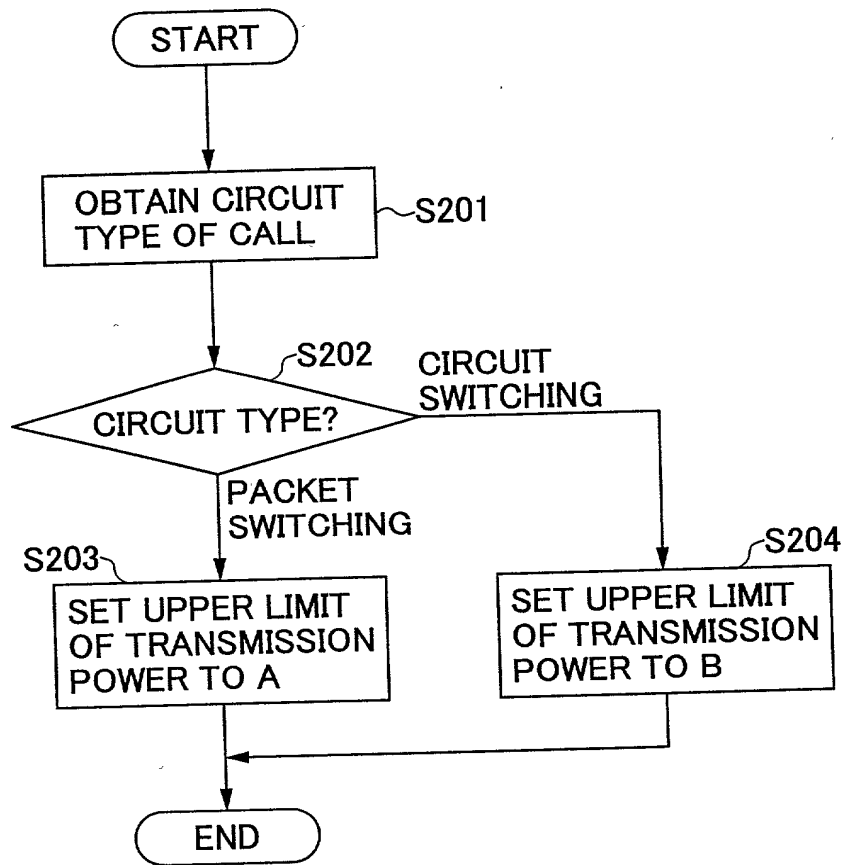 START
OBTAIN CIRCUIT
TYPE OF CALL
S201
S202
CIRCUIT
SWITCHING
CIRCUIT TYPE?
PACKET
SWITCHING
S203
SET UPPER LIMIT
OF TRANSMISSION
POWER TO A
S204
SET UPPER LIMIT
OF TRANSMISSION
POWER TO B
END